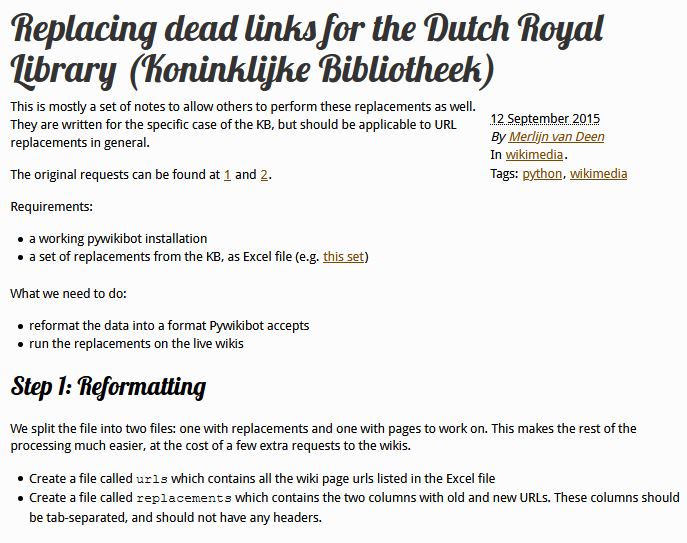 Replacing dead links for the Dutch Royal
Library (Koninklijke Bibliotheek)
This is mostly a set of notes to allow others to perform these replacements as well.
They are written for the specific case of the KB, but should be applicable to URL
replacements in general.
12 September 2015
By Merlijn van Deen
In wikimedia.
Tags: python, wikimedia
The original requests can be found at 1 and 2.
Requirements:
• a working pywikibot installation
• a set of replacements from the KB, as Excel file (e.g. this set)
What we need to do:
• reformat the data into a format Pywikibot accepts
• run the replacements on the live wikis
Step 1: Reformatting
We split the file into two files: one with replacements and one with pages to work on. This makes the rest of the
processing much easier, at the cost of a few extra requests to the wikis.
• Create a file called urls which contains all the wiki page urls listed in the Excel file
• Create a file called replacements which contains the two columns with old and new URLs. These columns should
be tab-separated, and should not have any headers.